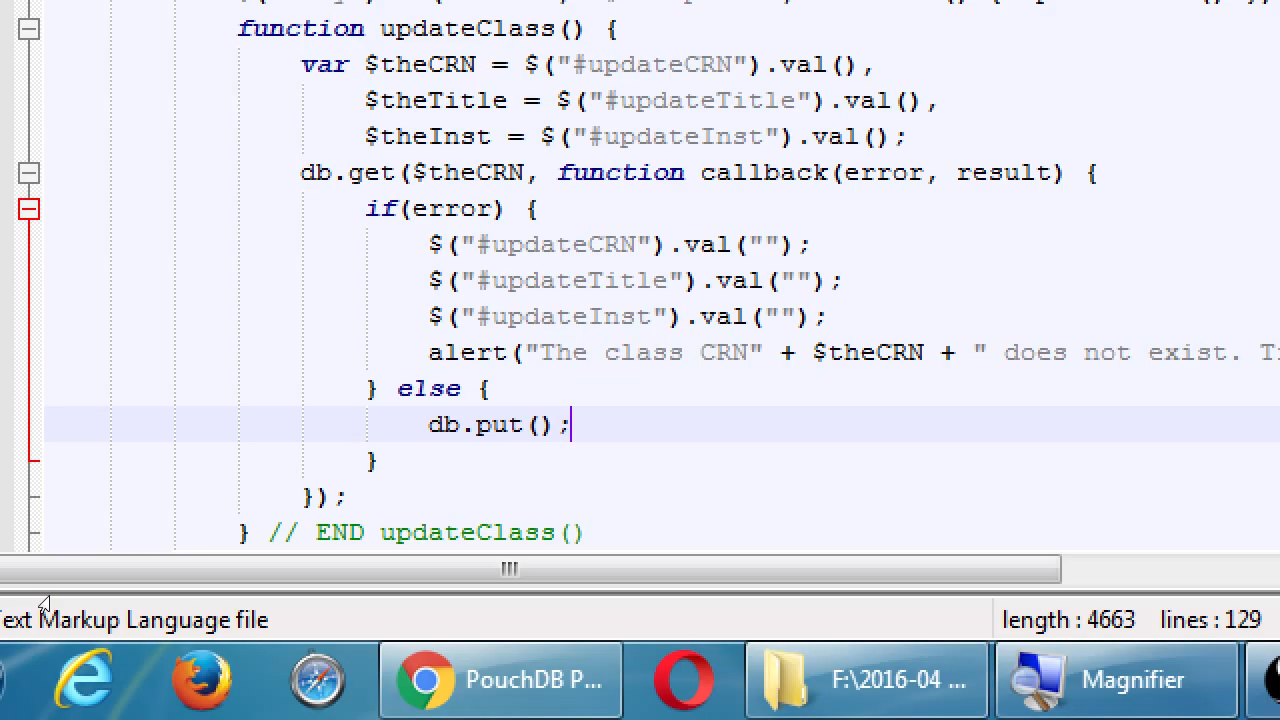 function updateClass() {
var $theCRN = $("#updateCRN").val(),
$theTitle = $("#updateTitle").val(),
$theInst = $("#updateInst").val();
db.get($theCRN, function callback(error, result) {
if(error) {
$("#updateCRN").val("");
$("#updateTitle").val("");
$("#updateInst").val("");
alert("The class CRN" + $theCRN + " does not exist.
} else {
db.put();
}
});
} // END updateClass()
Markup Language file length : 4663 lines : 129
PouchDB P... F:\2016-04 ... Magnifier